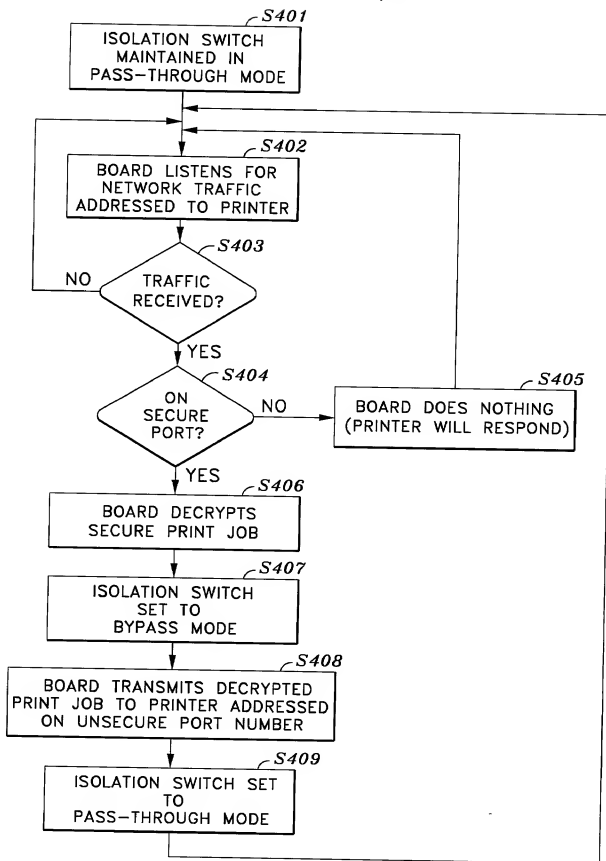 S401
ISOLATION SWITCH
MAINTAINED IN
PASS-THROUGH MODE
S402
BOARD LISTENS FOR
NETWORK TRAFFIC
ADDRESSED TO PRINTER
S403
TRAFFIC
RECEIVED?
NO
YES
S404
ON
SECURE
PORT?
NO
S405
BOARD DOES NOTHING
(PRINTER WILL RESPOND)
YES
S406
BOARD DECRYPTS
SECURE PRINT JOB
S407
ISOLATION SWITCH
SET TO
BYPASS MODE
S408
BOARD TRANSMITS DECRYPTED
PRINT JOB TO PRINTER ADDRESSED
ON UNSECURE PORT NUMBER
S409
ISOLATION SWITCH SET
TO
PASS-THROUGH MODE